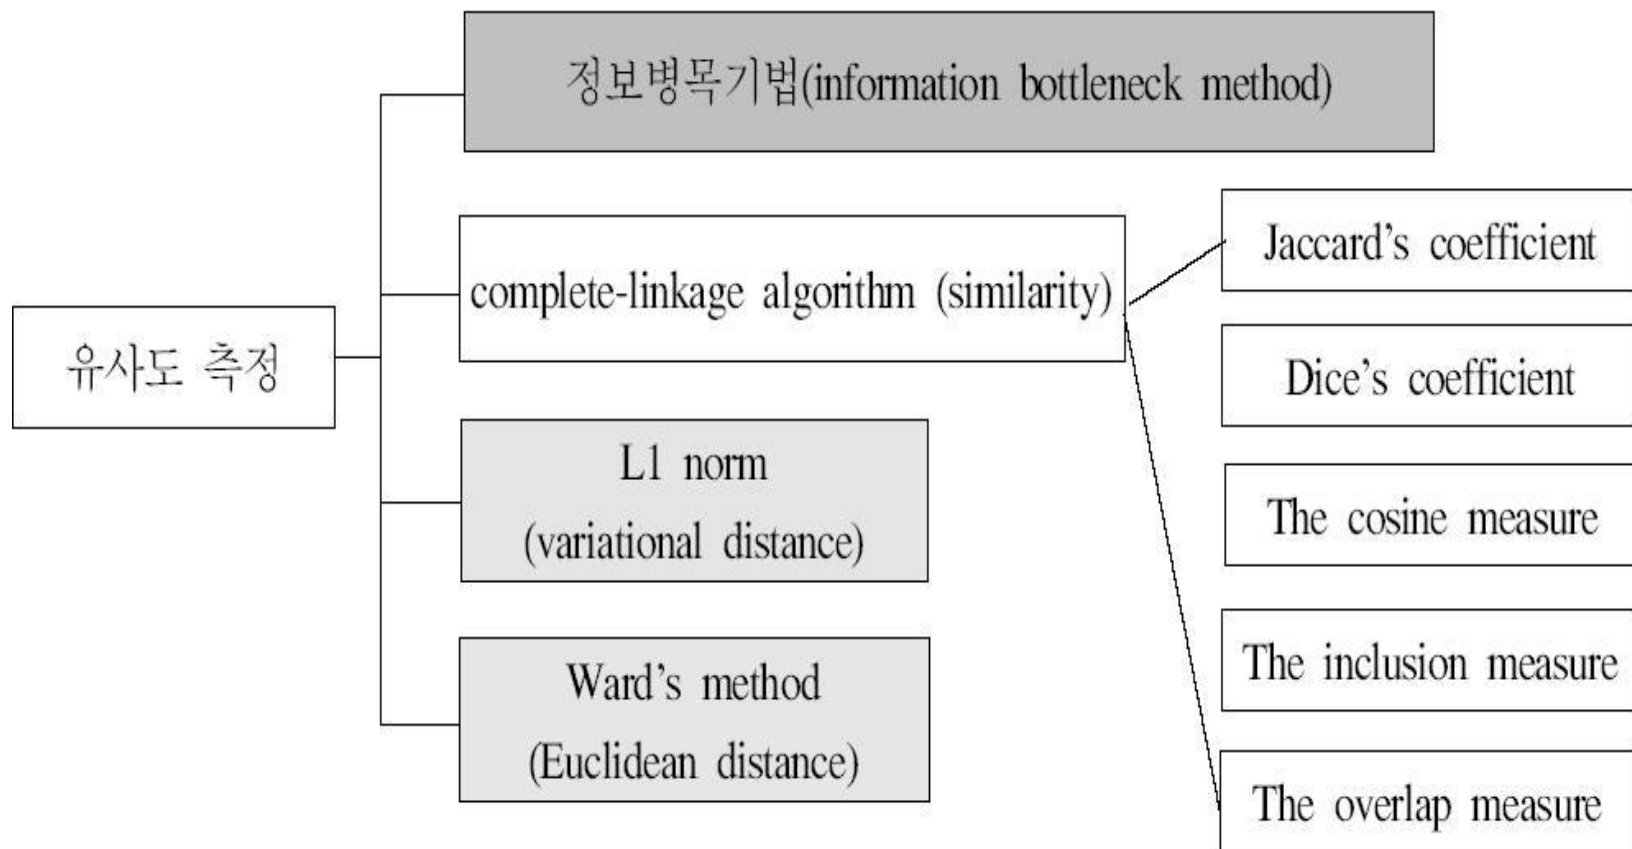 정보병목기법(information bottleneck method)
유사도 측정
complete-linkage algorithm (similarity)
L1 norm
(variational distance)
Ward's method
(Euclidean distance)
Jaccard's coefficient
Dice's coefficient
The cosine measure
The inclusion measure
The overlap measure